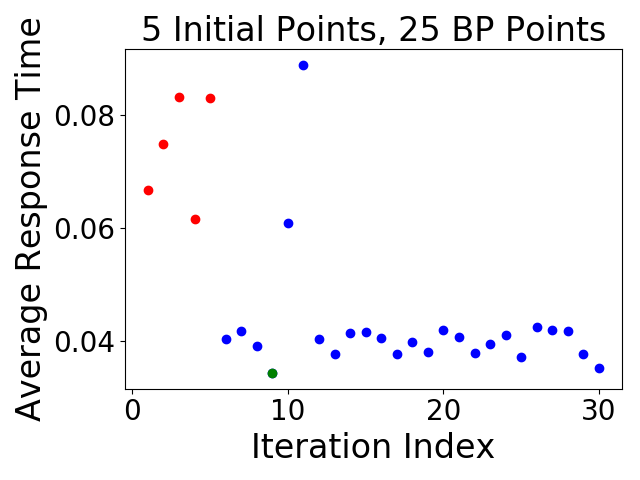 5 Initial Points, 25 BP Points
Average Response Time
0.08
0.06
0.04
0
10
20
30
Iteration Index